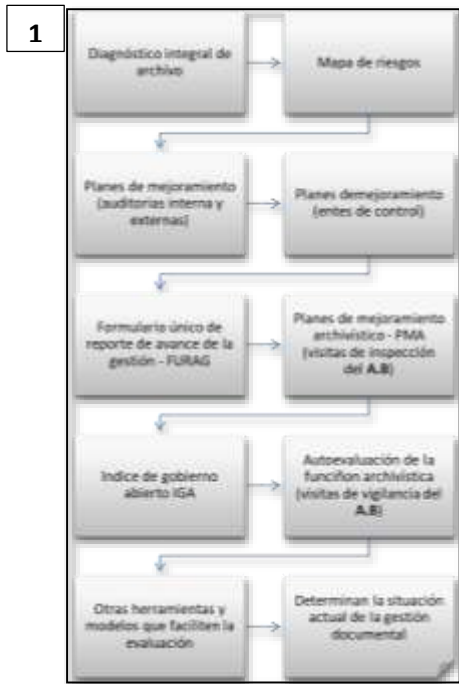 1
Diagnóstico integral de
archivo
Mapa de riesgos
Planes de mejoramiento
(auditorias interna y
externas)
Planes demejoramiento
(entes de control)
Formulario único de
reporte de avance de la
gestión - FURAG
Planes de mejoramiento
archivístico - PMA
(visitas de inspección
del A.B)
Indice de gobierno
abierto IGA
Autoevaluación de la
funcifion archivística
(visitas de vigilancia del
A.B)
Otras herramientas y
modelos que faciliten la
evaluación
Determinan la situación
actual de la gestión
documental